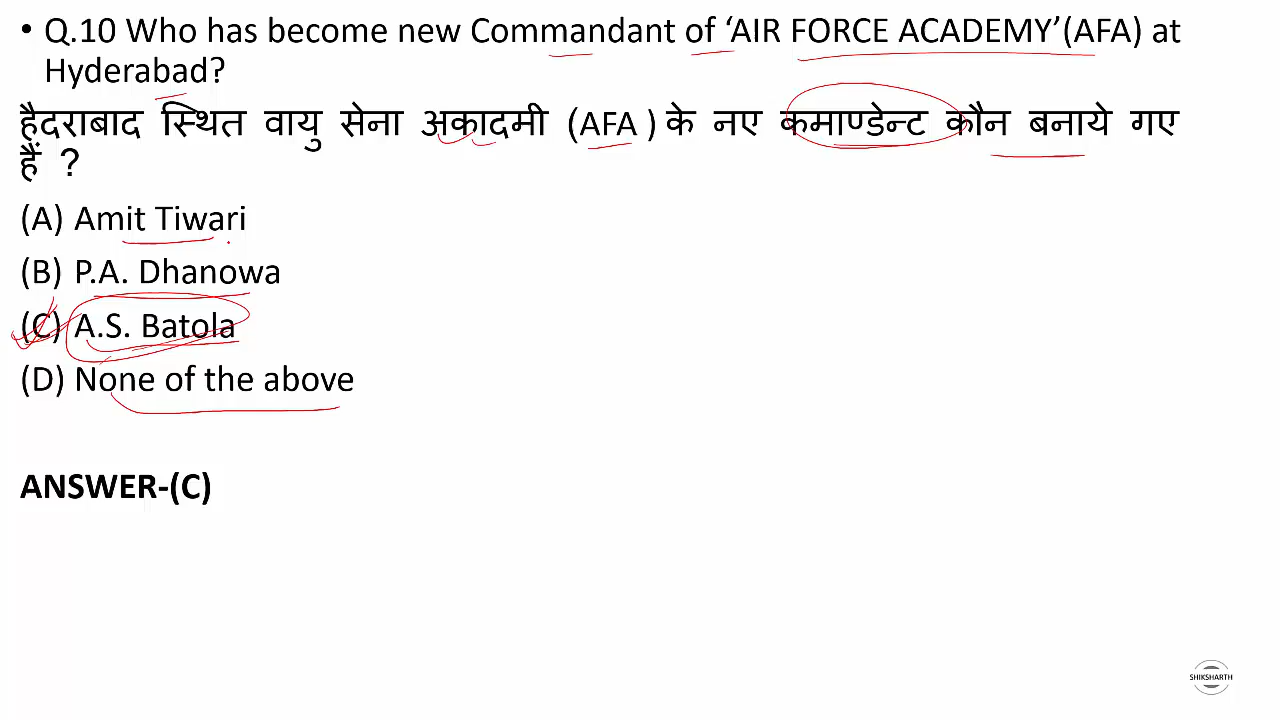 • Q.10 Who has become new Commandant of ‘AIR FORCE ACADEMY’(AFA) at
Hyderabad?
हैदराबाद स्थित वायु सेना अकादमी (AFA ) के नए कमाण्डेन्ट कौन बनाये गए
हैं ?
(A) Amit Tiwari
(B) P.A. Dhanowa
(C) A.S. Batola
(D) None of the above
ANSWER-(C)
SHIKSHARTH